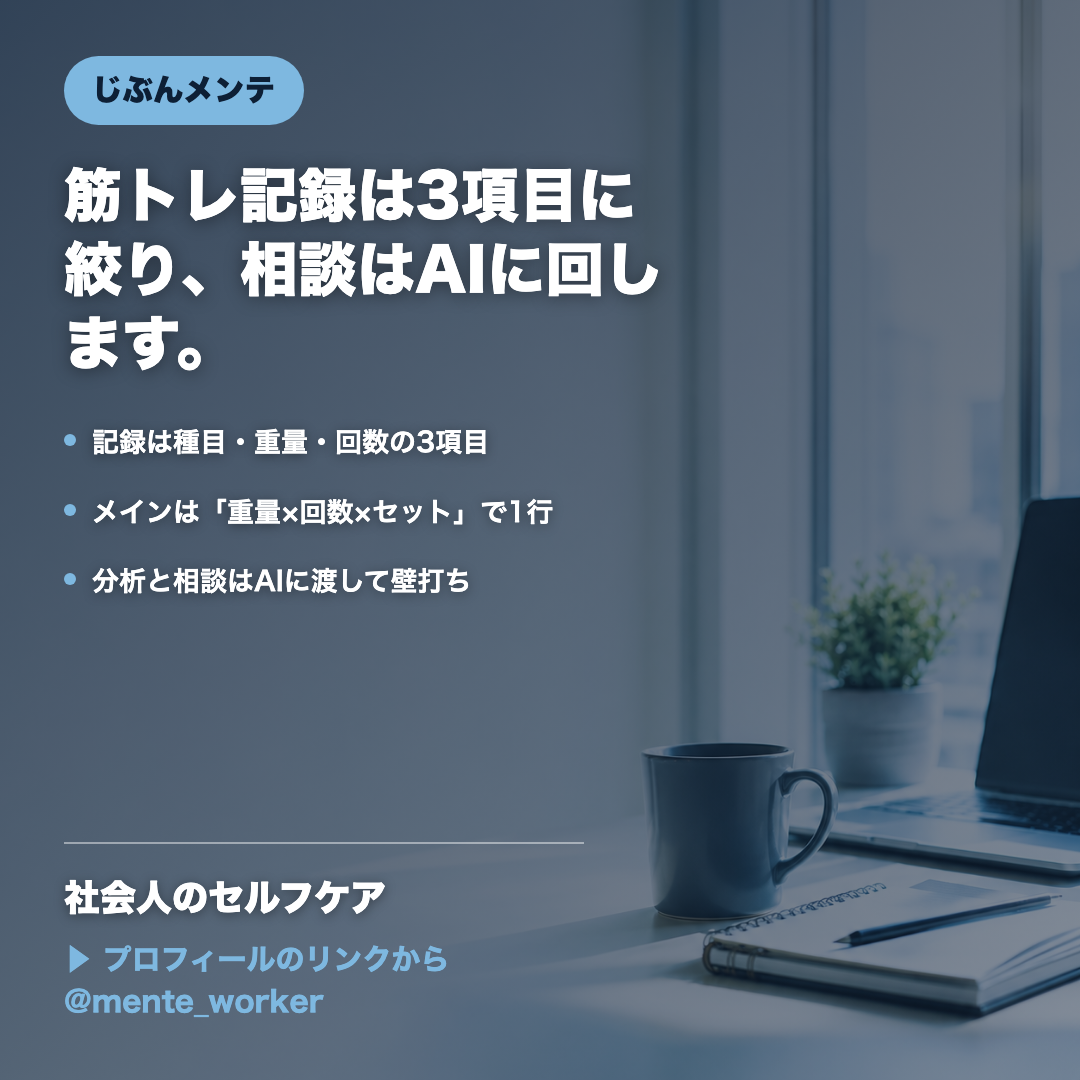 じぶんメンテ
筋トレ記録は3項目に
絞り、相談はAIに回し
ます。
記録は種目・重量・回数の3項目
メインは「重量×回数×セット」で1行
分析と相談はAIに渡して壁打ち
社会人のセルフケア
▶ プロフィールのリンクから
@mente_worker